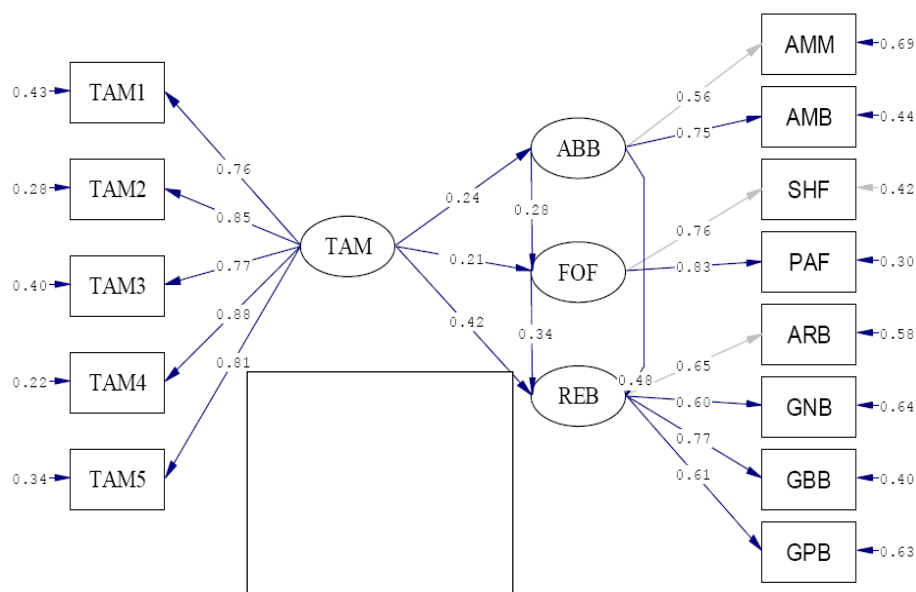 AMM
0.69
0.43
TAM1
0.56
AMB
0.44
0.75
ABB
0.76
0.28
TAM2
0.24
SHF
0.42
0.85
0.28
0.76
TAM
0.21
FOF
0.83
PAF
0.30
0.77
0.40
TAM3
0.88
0.42
0.34
ARB
0.58
0.81
0.65
0.22
TAM4
0.48
REB
0.60
GNB
0.64
0.77
0.61
0.34
TAM5
GBB
0.40
GPB
0.63